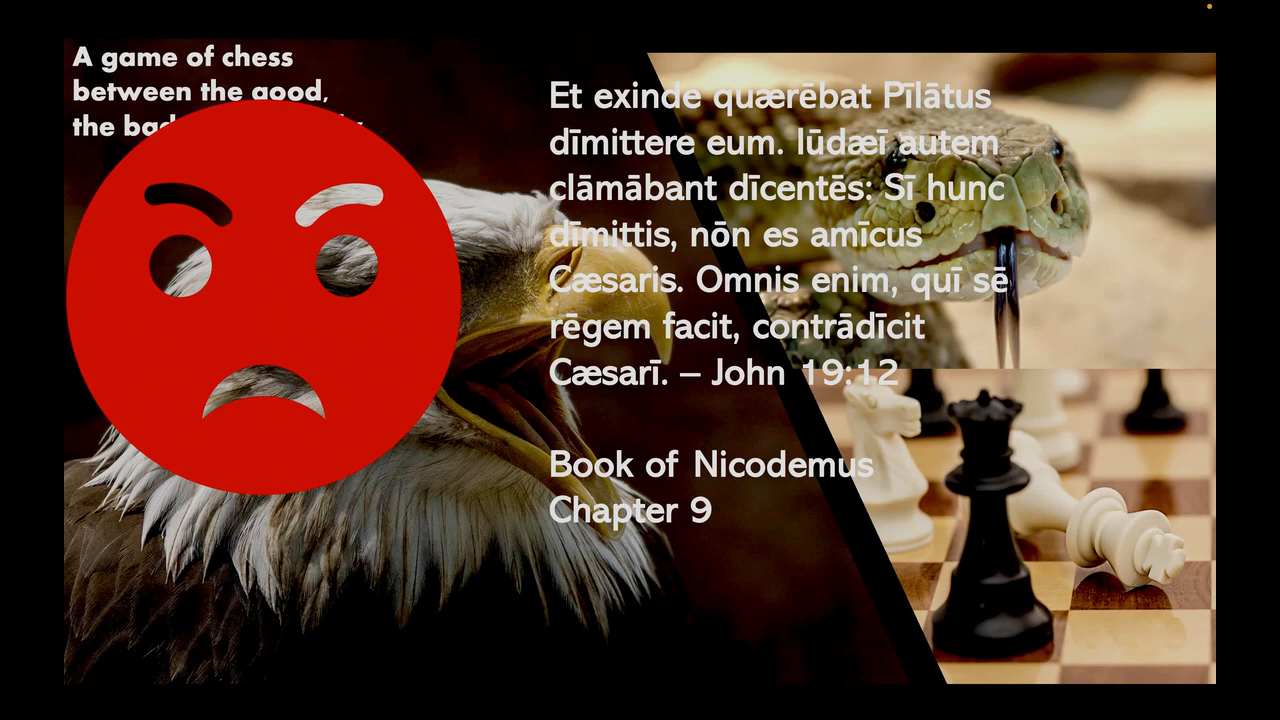 A game of chess
between the good,
the bad
Et exinde quærēbat Pīlātus
dīmittere eum. Iūdæī autem
clāmābant dīcentēs: Sī hunc
dīmittis, nōn es amīcus
Cæsaris. Omnis enim, quī sē
rēgem facit, contrādīcit
Cæsarī. – John 19:12
Book of Nicodemus
Chapter 9